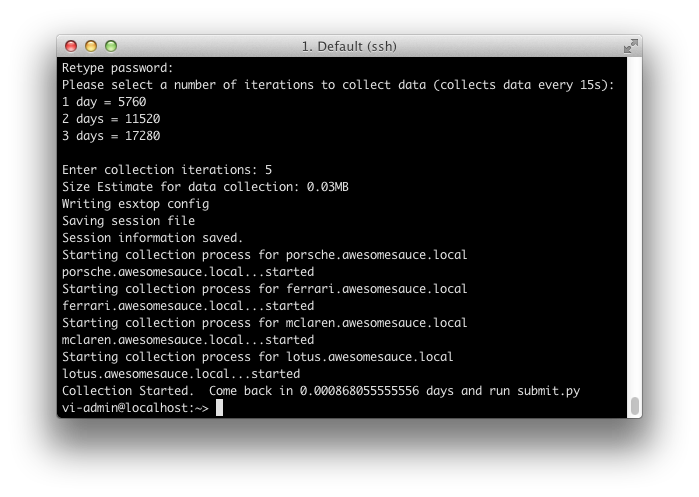 1. Default (ssh)
Retype password:
Please select a number of iterations to collect data (collects data every 15s):
1 day = 5760
2 days = 11520
3 days = 17280
Enter collection iterations: 5
Size Estimate for data collection: 0.03MB
Writing esxtop config
Saving session file
Session information saved.
Starting collection process for porsche.awesomesauce.local
porsche.awesomesauce.local...started
Starting collection process for ferrari.awesomesauce.local
ferrari.awesomesauce.local...started
Starting collection process for mclaren.awesomesauce.local
mclaren.awesomesauce.local...started
Starting collection process for lotus.awesomesauce.local
lotus.awesomesauce.local...started
Collection Started.  Come back in 0.000868055555556 days and run submit.py
vi-admin@localhost:~>